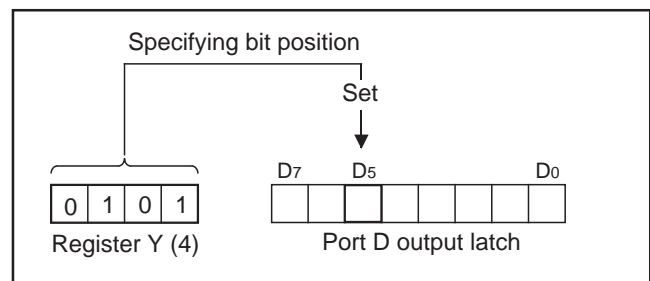 Specifying bit position
Set
D7 D5 D0
0 1 0 1
Register Y (4) Port D output latch